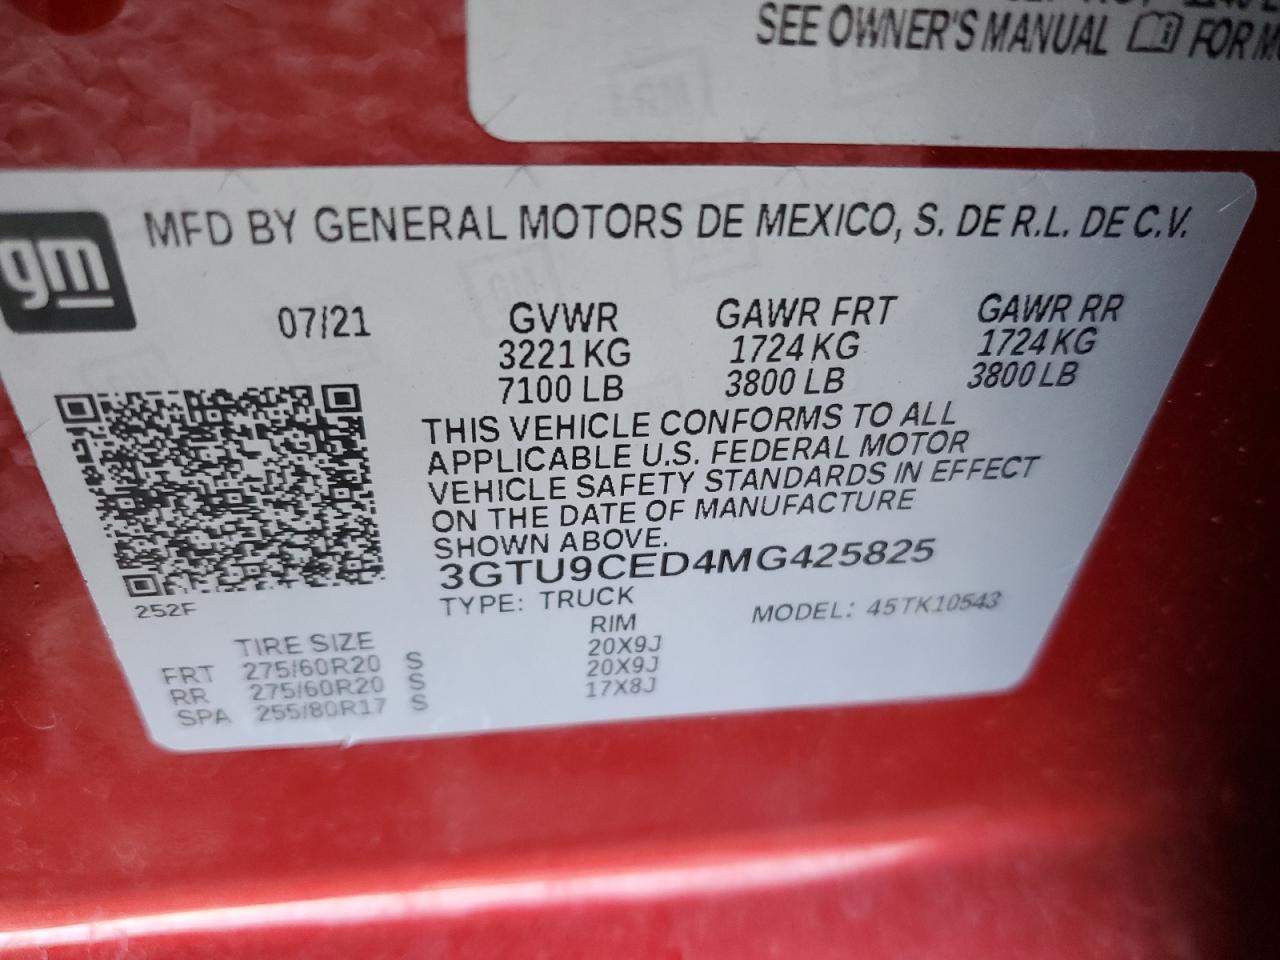 SEE OWNER'S MANUAL FOR
gm
MFD BY GENERAL MOTORS DE MEXICO, S. DE R.L. DE C.V.
07/21 GVWR GAWR FRT GAWR RR
3221 KG 1724 KG 1724 KG
7100 LB 3800 LB 3800 LB
THIS VEHICLE CONFORMS TO ALL
APPLICABLE U.S. FEDERAL MOTOR
VEHICLE SAFETY STANDARDS IN EFFECT
ON THE DATE OF MANUFACTURE
SHOWN ABOVE.
3GTU9CED4MG425825
252F
TYPE: TRUCK MODEL: 45TK10543
TIRE SIZE RIM
FRT 275/60R20 S 20X9J
RR 275/60R20 S 20X9J
SPA 255/80R17 S 17X8J